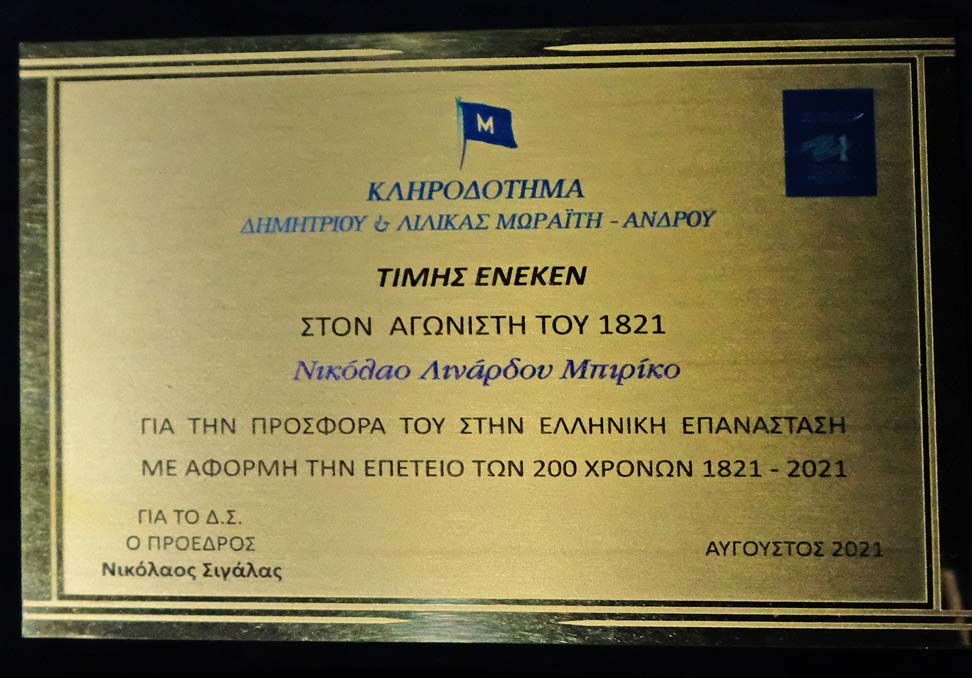 M
ΚΛΗΡΟΔΟΤΗΜΑ
ΔΗΜΗΤΡΙΟΥ & ΛΙΛΙΚΑΣ ΜΩΡΑΪΤΗ - ΑΝΔΡΟΥ
ΤΙΜΗΣ ΕΝΕΚΕΝ
ΣΤΟΝ ΑΓΩΝΙΣΤΗ ΤΟΥ 1821
Νικόλαο Λινάρδου Μπιρίκο
ΓΙΑ ΤΗΝ ΠΡΟΣΦΟΡΑ ΤΟΥ ΣΤΗΝ ΕΛΛΗΝΙΚΗ ΕΠΑΝΑΣΤΑΣΗ
ΜΕ ΑΦΟΡΜΗ ΤΗΝ ΕΠΕΤΕΙΟ ΤΩΝ 200 ΧΡΟΝΩΝ 1821 - 2021
ΓΙΑ ΤΟ Δ.Σ.
Ο ΠΡΟΕΔΡΟΣ
Νικόλαος Σιγάλας
ΑΥΓΟΥΣΤΟΣ 2021